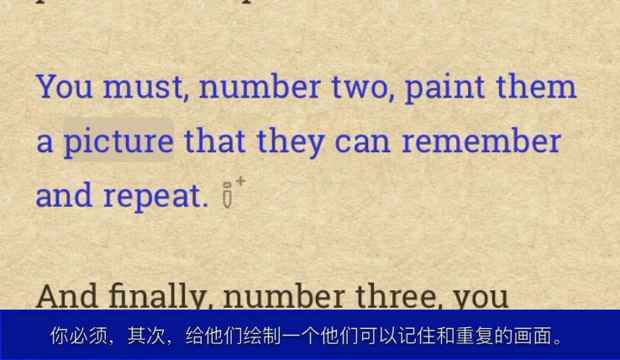 You must, number two, paint them
a picture that they can remember
and repeat.
And finally, number three, you
你必须，其次，给他们绘制一个他们可以记住和重复的画面。